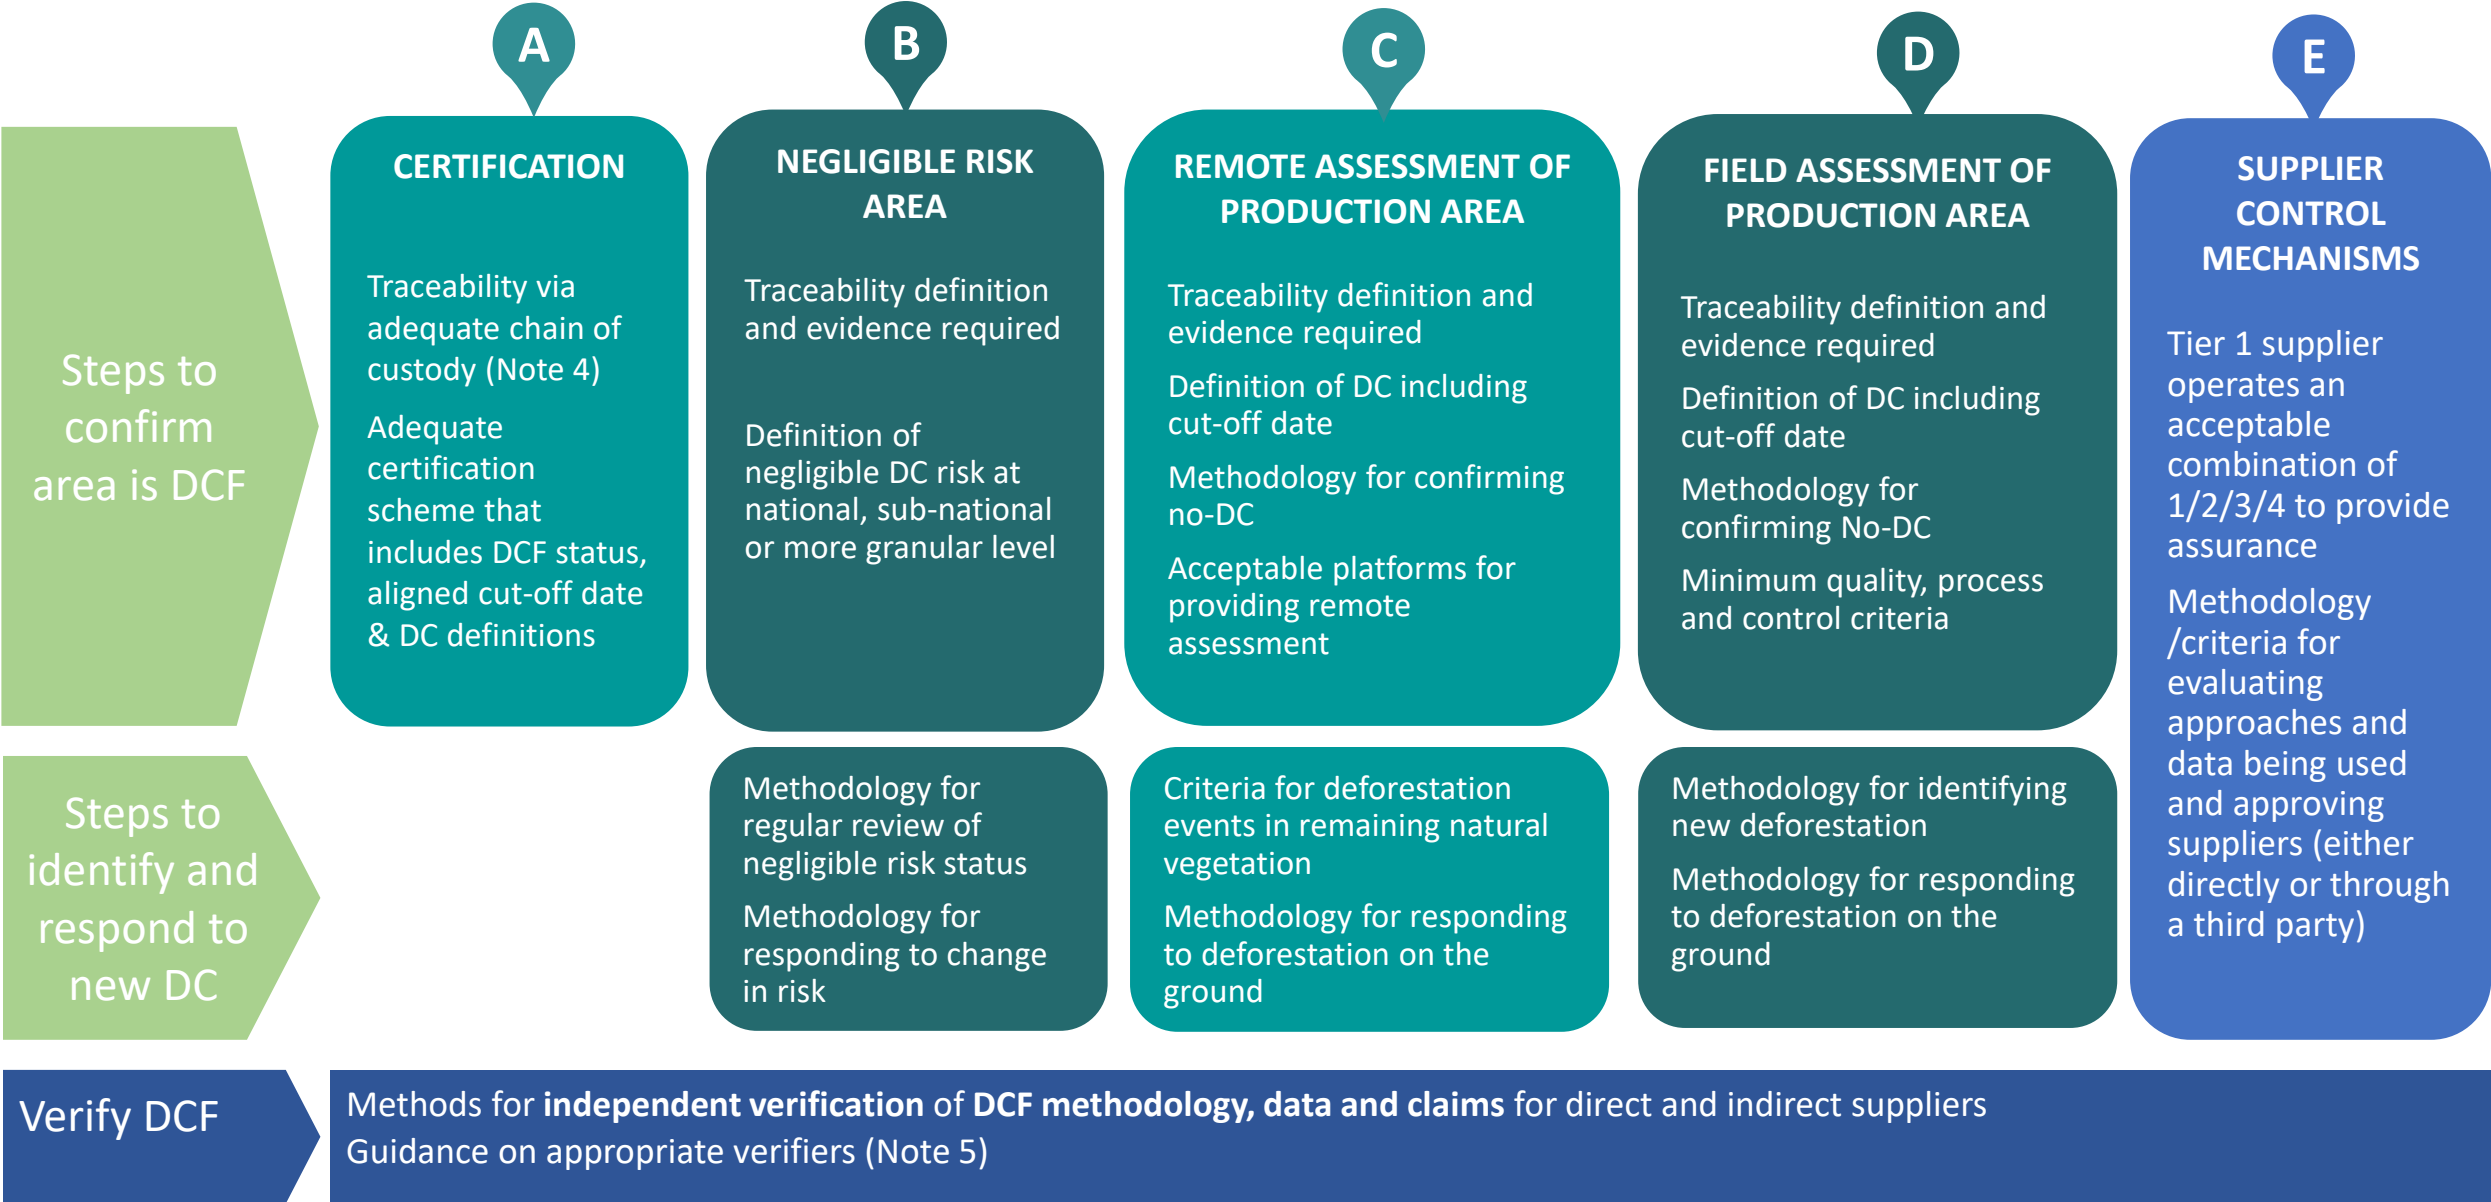 A
B
C
D
E
Steps to
confirm
area is DCF
CERTIFICATION
Traceability via
adequate chain of
custody (Note 4)
Adequate
certification
scheme that
includes DCF status,
aligned cut-off date
& DC definitions
NEGLIGIBLE RISK
AREA
Traceability definition
and evidence required
Definition of
negligible DC risk at
national, sub-national
or more granular level
REMOTE ASSESSMENT OF
PRODUCTION AREA
Traceability definition and
evidence required
Definition of DC including
cut-off date
Methodology for confirming
no-DC
Acceptable platforms for
providing remote
assessment
FIELD ASSESSMENT OF
PRODUCTION AREA
Traceability definition and
evidence required
Definition of DC including
cut-off date
Methodology for
confirming No-DC
Minimum quality, process
and control criteria
SUPPLIER
CONTROL
MECHANISMS
Tier 1 supplier
operates an
acceptable
combination of
1/2/3/4 to provide
assurance
Methodology
/criteria for
evaluating
approaches and
data being used
and approving
suppliers (either
directly or through
a third party)
Steps to
identify and
respond to
new DC
Methodology for
regular review of
negligible risk status
Methodology for
responding to change
in risk
Criteria for deforestation
events in remaining natural
vegetation
Methodology for responding
to deforestation on the
ground
Methodology for identifying
new deforestation
Methodology for responding
to deforestation on the
ground
Verify DCF
Methods for independent verification of DCF methodology, data and claims for direct and indirect suppliers
Guidance on appropriate verifiers (Note 5)